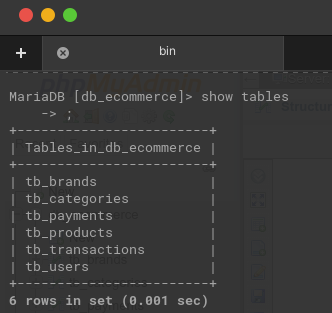 bin
phpMyAdmin
MariaDB [db_ecommerce]> show tables
    -> ;
+------------------------+
| Tables_in_db_ecommerce |
+------------------------+
| tb_brands              |
| tb_categories          |
| tb_payments            |
| tb_products            |
| tb_transactions        |
| tb_users               |
+------------------------+
6 rows in set (0.001 sec)